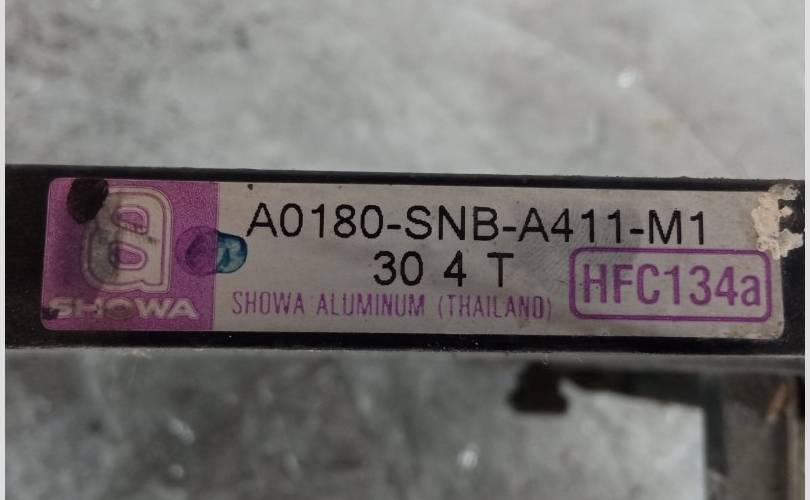 a
SHOWA
A0180-SNB-A411-M1
30 4 T
SHOWA ALUMINUM (THAILAND)
HFC134a